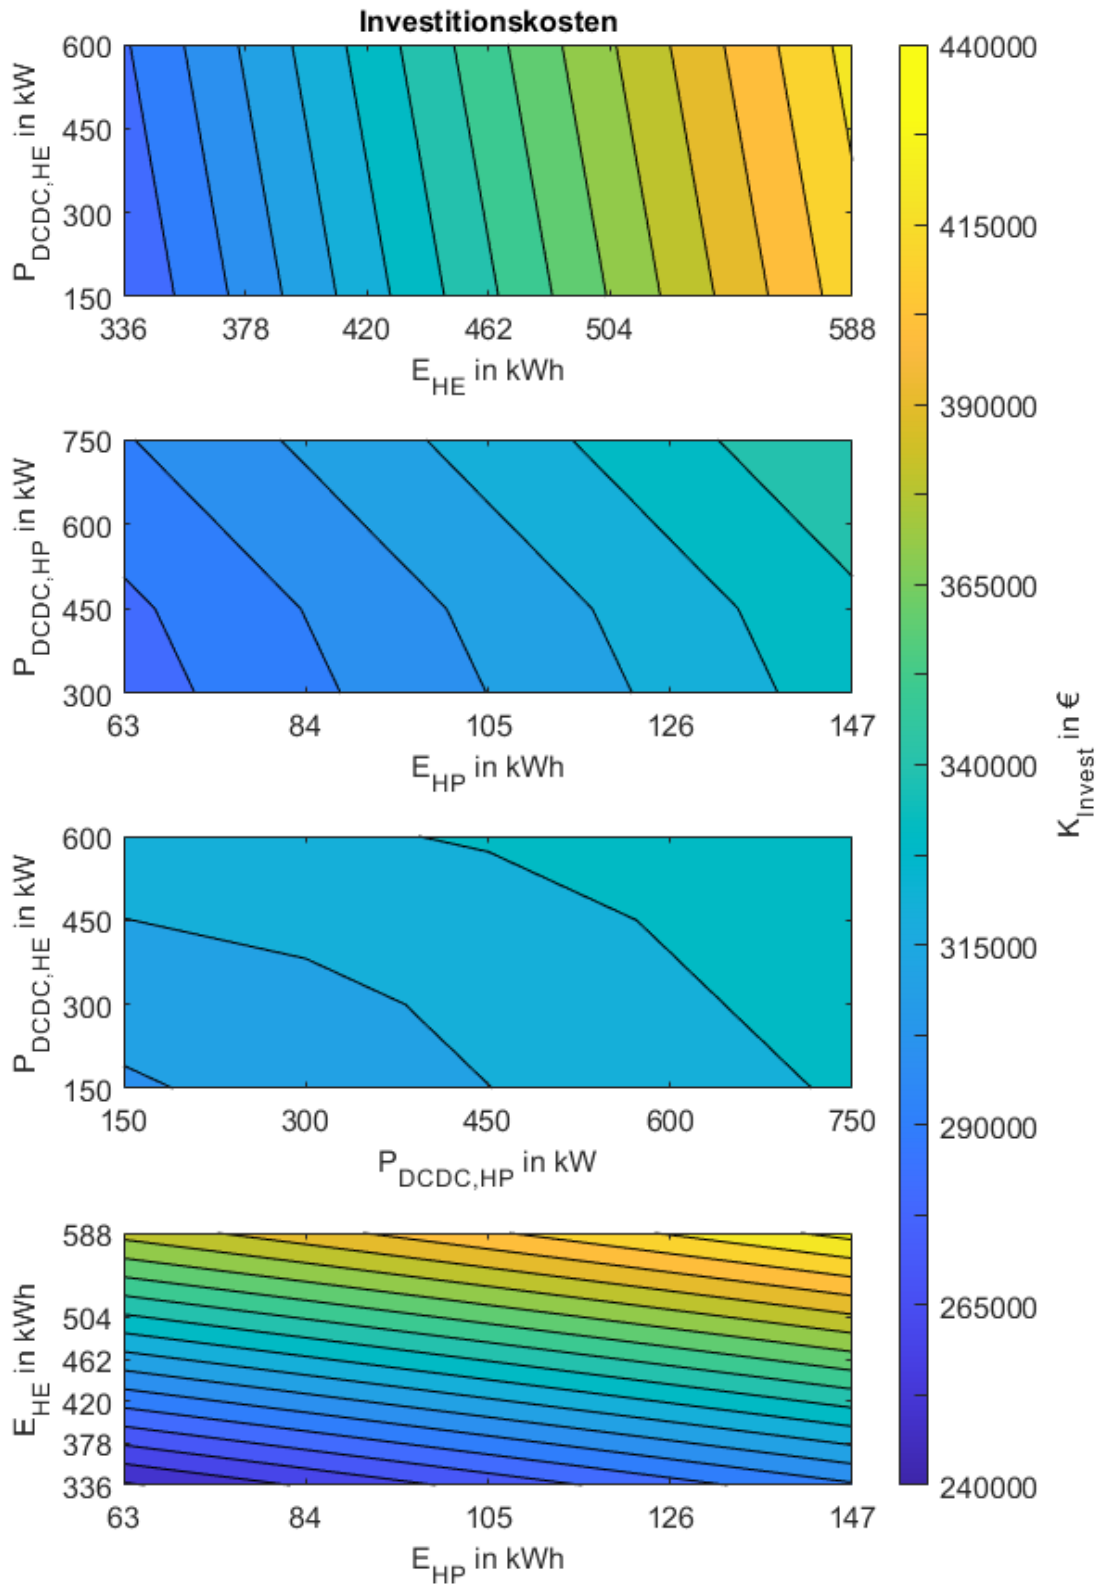 Investitionskosten
600
450
300
150
P_DCDC,HE in kW
336 378 420 462 504 588
E_HE in kWh
750
600
450
300
P_DCDC,HP in kW
63 84 105 126 147
E_HP in kWh
600
450
300
150
P_DCDC,HE in kW
150 300 450 600 750
P_DCDC,HP in kW
588
504
462
420
378
336
E_HE in kWh
63 84 105 126 147
E_HP in kWh
440000
415000
390000
365000
340000
315000
290000
265000
240000
K_Invest in €